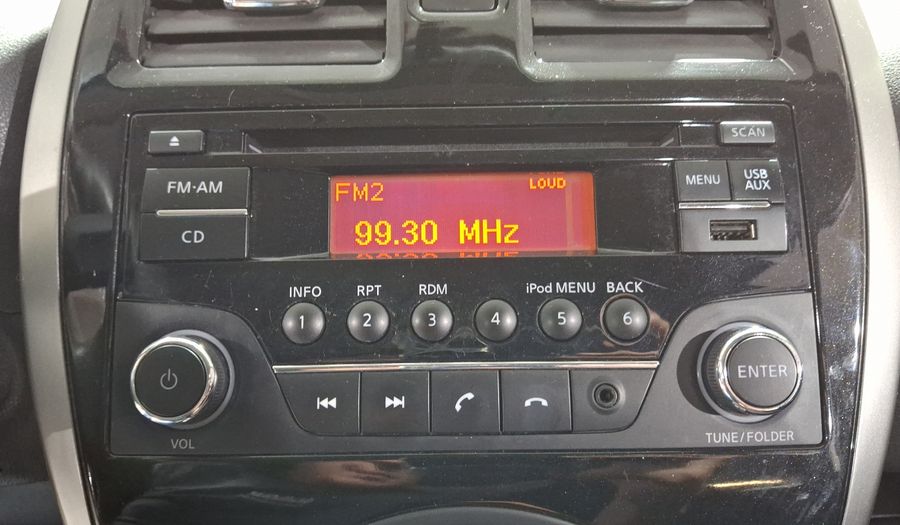 SCAN
FM·AM
CD
FM2 LOUD
99.30 MHz
MENU
USB AUX
INFO RPT RDM iPod MENU BACK
1 2 3 4 5 6
ENTER
VOL
TUNE/FOLDER